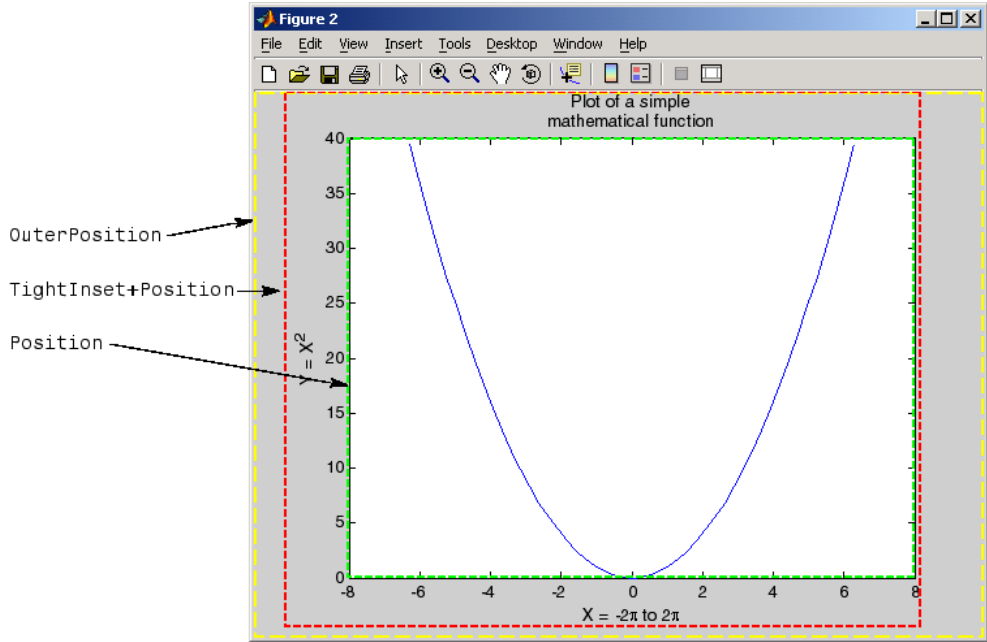 Figure 2
File Edit View Insert Tools Desktop Window Help
Plot of a simple
mathematical function
OuterPosition
TightInset+Position
Position
Y = X²
40
35
30
25
20
15
10
5
0
-8 -6 -4 -2 0 2 4 6 8
X = -2π to 2π